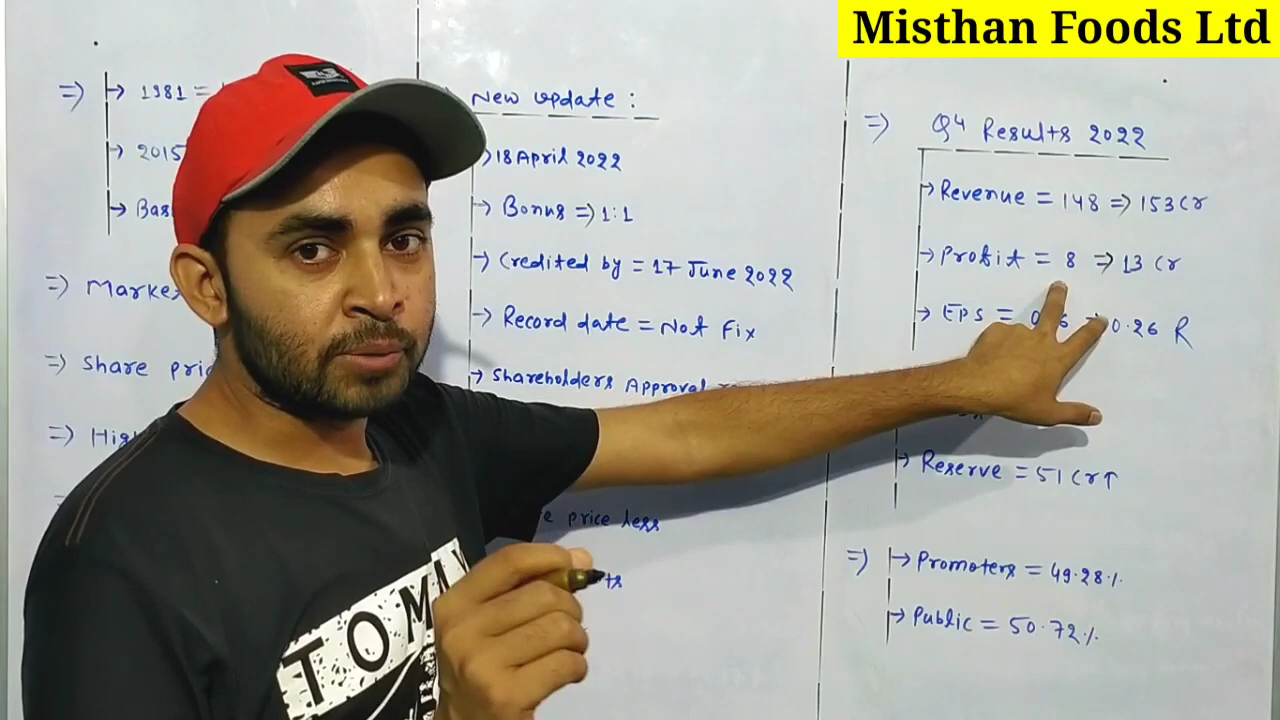 Misthan Foods Ltd
=> → 1981 =
→ 2015
→ Bas
=> Marke
=> Share pri
=> Hig
New update :
→ 18 April 2022
→ Bonus => 1:1
→ Credited by = 17 June 2022
→ Record date = Not Fix
→ Shareholders Approval
price less
=> Q4 Results 2022
→ Revenue = 148 => 153 Cr
→ Profit = 8 => 13 Cr
→ EPS = 0.26 R
→ Reserve = 51 Cr↑
=> → Promoters = 49.28%
→ Public = 50.72%
TOMA